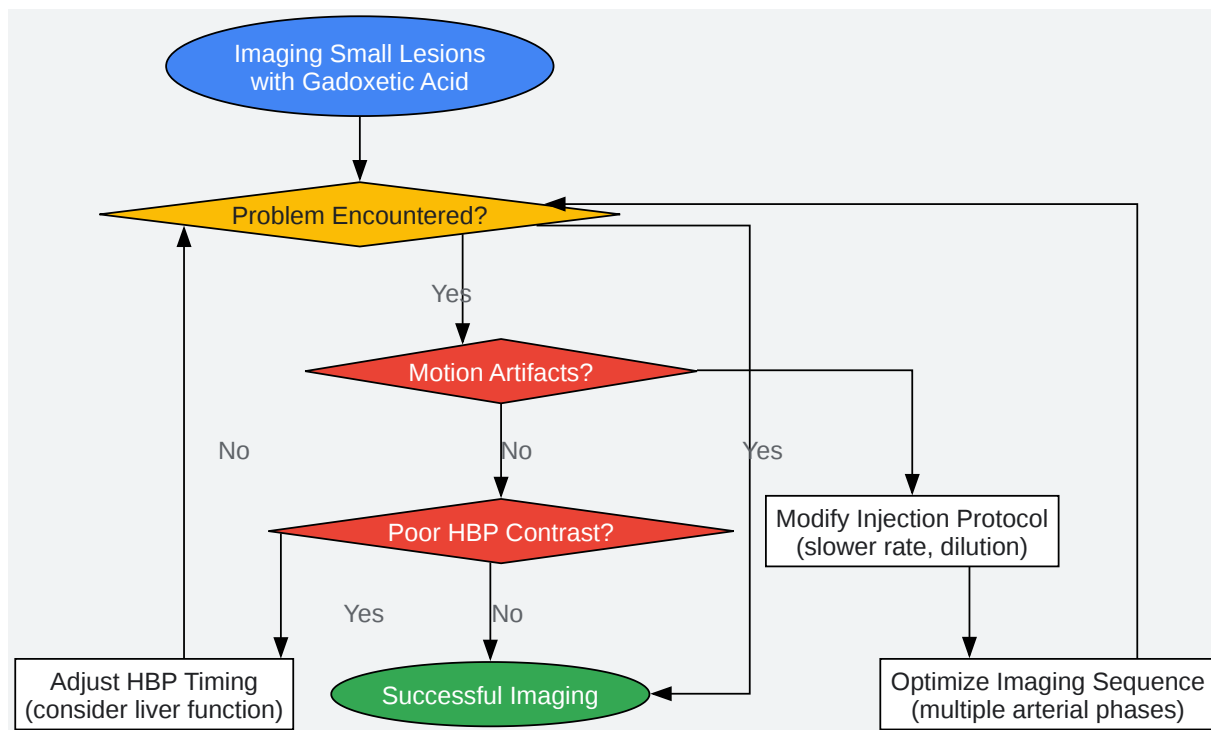 Imaging Small Lesions
with Gadoxetic Acid
Problem Encountered?
Yes
Motion Artifacts?
No
No
Yes
Modify Injection Protocol
(slower rate, dilution)
Poor HBP Contrast?
Yes
No
Adjust HBP Timing
(consider liver function)
Successful Imaging
Optimize Imaging Sequence
(multiple arterial phases)